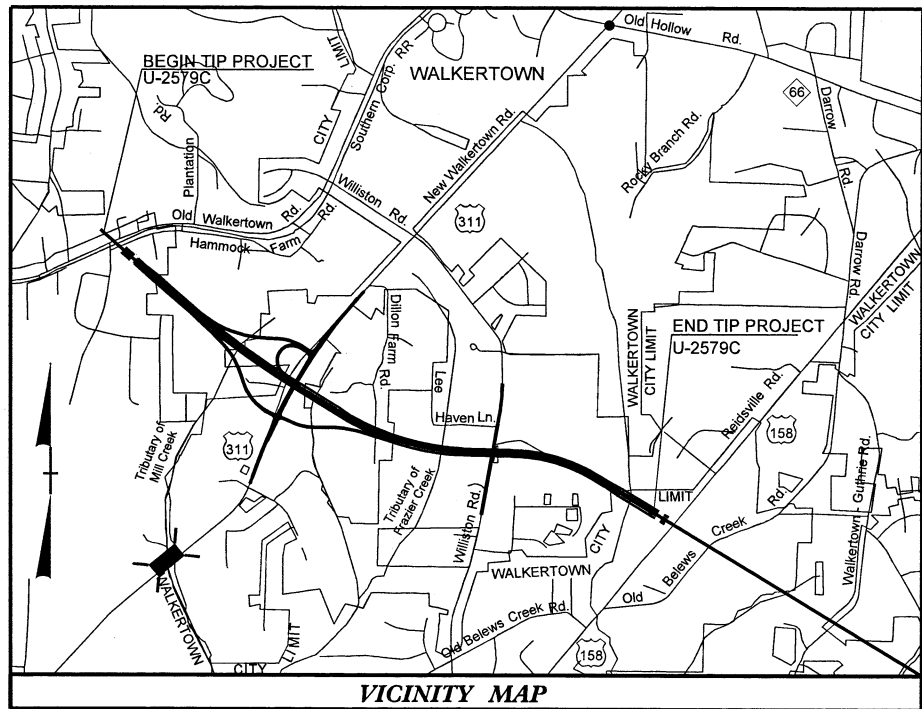 Old Hollow Rd.
BEGIN TIP PROJECT
U-2579C
CITY LIMIT
Southern Corp. RR
WALKERTOWN
66
Darrow Rd.
Rd.
Plantation
New Walkertown Rd.
Rocky Branch Rd.
Williston Rd.
311
Old Walkertown Rd.
Hammock Farm Rd.
Darrow Rd.
WALKERTOWN
CITY LIMIT
WALKERTOWN
CITY LIMIT
END TIP PROJECT
U-2579C
Dillon Farm Rd.
Lee
Haven Ln.
Reidsville Rd.
158
311
Tributary of
Mill Creek
Tributary of
Frazier Creek
Williston Rd.)
LIMIT
CITY
Walkertown - Guthrie Rd.
Old Belews Creek Rd.
WALKERTOWN
WALKERTOWN
Old Belews Creek Rd.
CITY LIMIT
158
VICINITY MAP